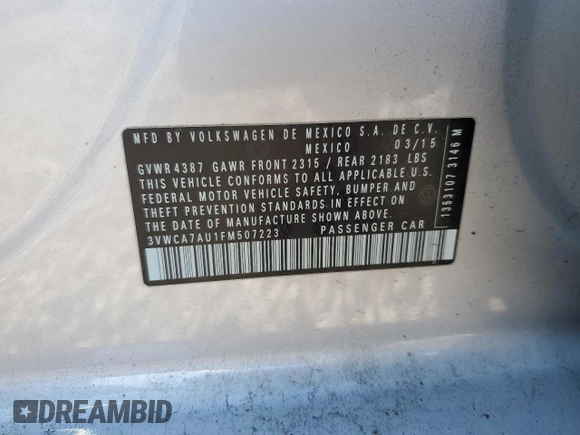 MFD BY VOLKSWAGEN DE MEXICO S.A. DE C.V.
MEXICO 03/15
GVWR 4387 GAWR FRONT 2315 / REAR 2183 LBS
THIS VEHICLE CONFORMS TO ALL APPLICABLE U.S.
FEDERAL MOTOR VEHICLE SAFETY, BUMPER AND
THEFT PREVENTION STANDARDS IN EFFECT ON
THE DATE OF MANUFACTURE SHOWN ABOVE.
3VWCA7AU1FM507223 PASSENGER CAR
1353107 3146 M
DREAMBID